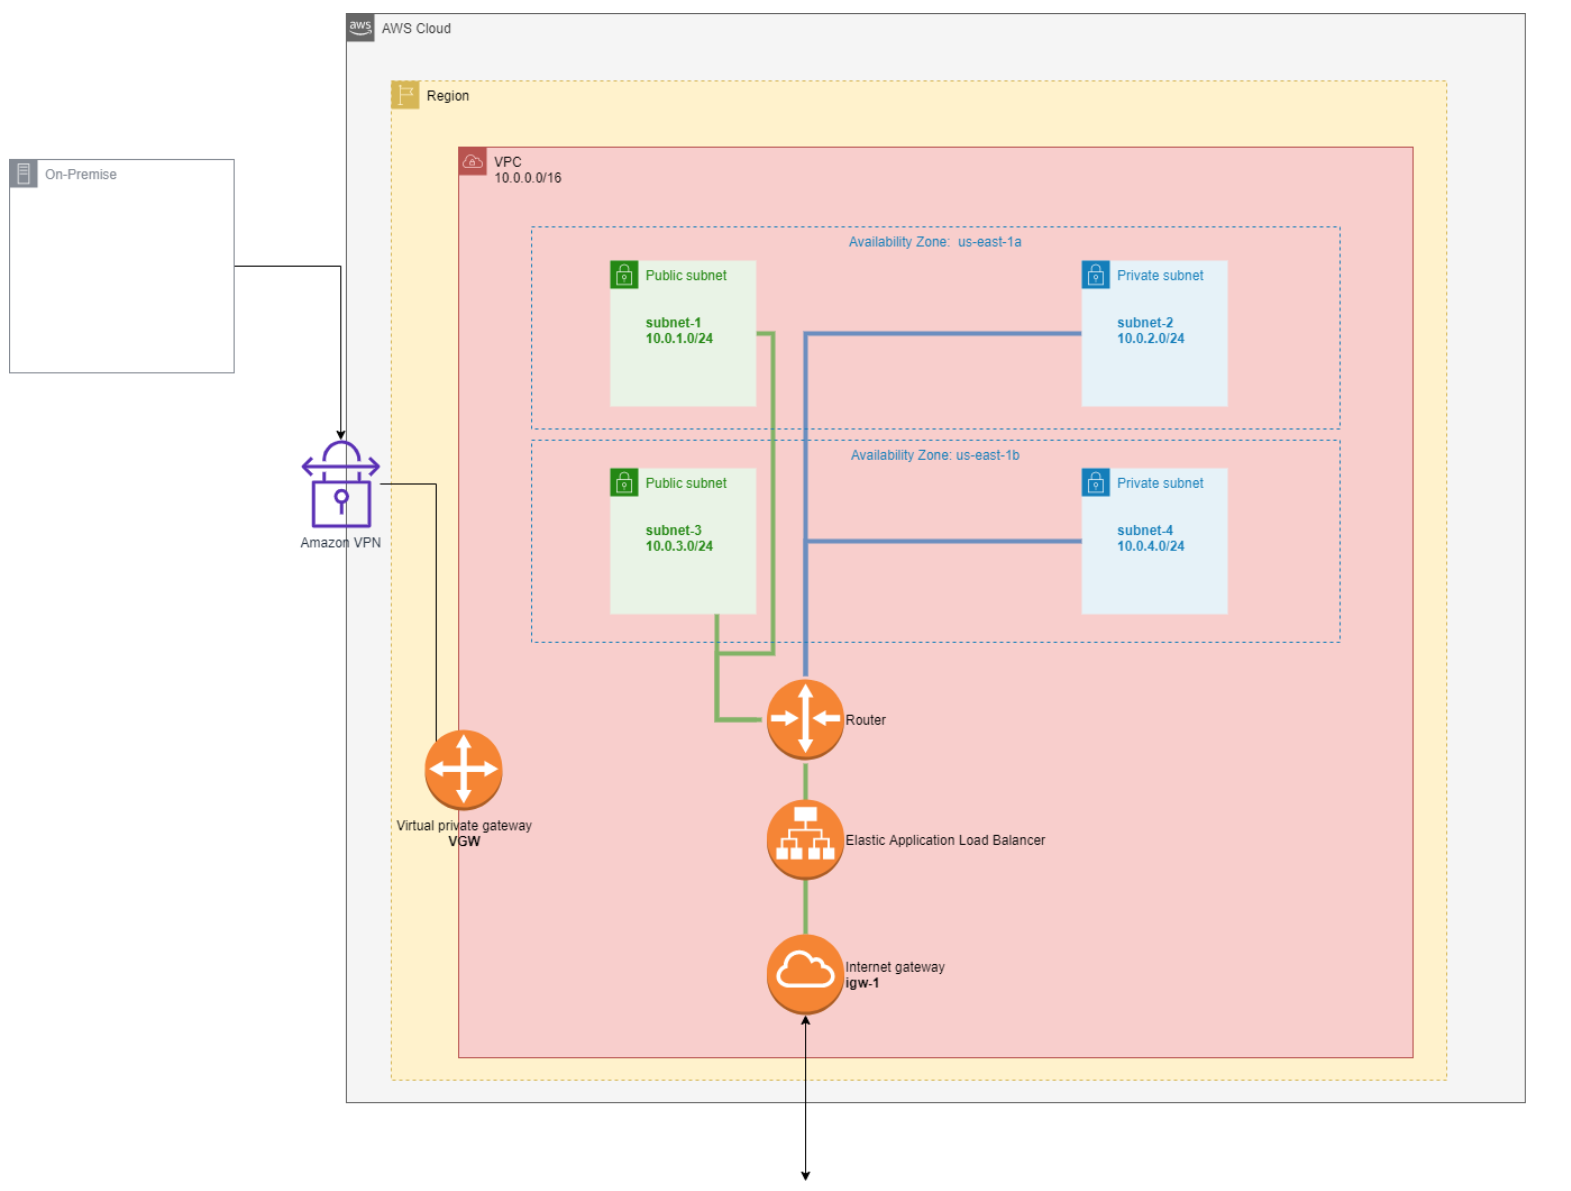 aws
AWS Cloud
Region
On-Premise
VPC
10.0.0.0/16
Availability Zone:  us-east-1a
Public subnet
subnet-1
10.0.1.0/24
Private subnet
subnet-2
10.0.2.0/24
Availability Zone: us-east-1b
Public subnet
subnet-3
10.0.3.0/24
Private subnet
subnet-4
10.0.4.0/24
Amazon VPN
Router
Virtual private gateway
VGW
Elastic Application Load Balancer
Internet gateway
igw-1